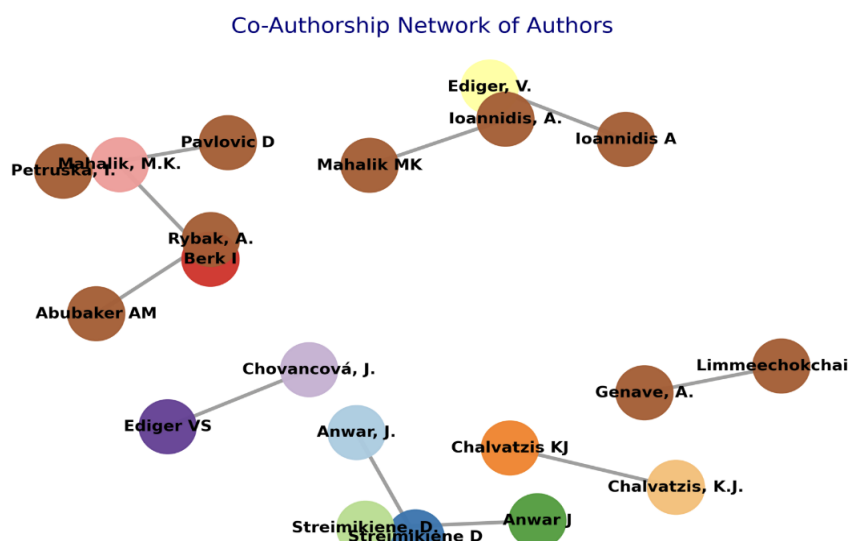 Co-Authorship Network of Authors
Ediger, V.
Ioannidis, A.
Ioannidis A
Pavlovic D
Mahalik, M.K.
Mahalik MK
Rybak, A.
Berk I
Abubaker AM
Limmeechokchai
Chovancová, J.
Genave, A.
Ediger VS
Anwar, J.
Chalvatzis KJ
Chalvatzis, K.J.
Anwar J
Streimikiene, D.
Streimikiene D